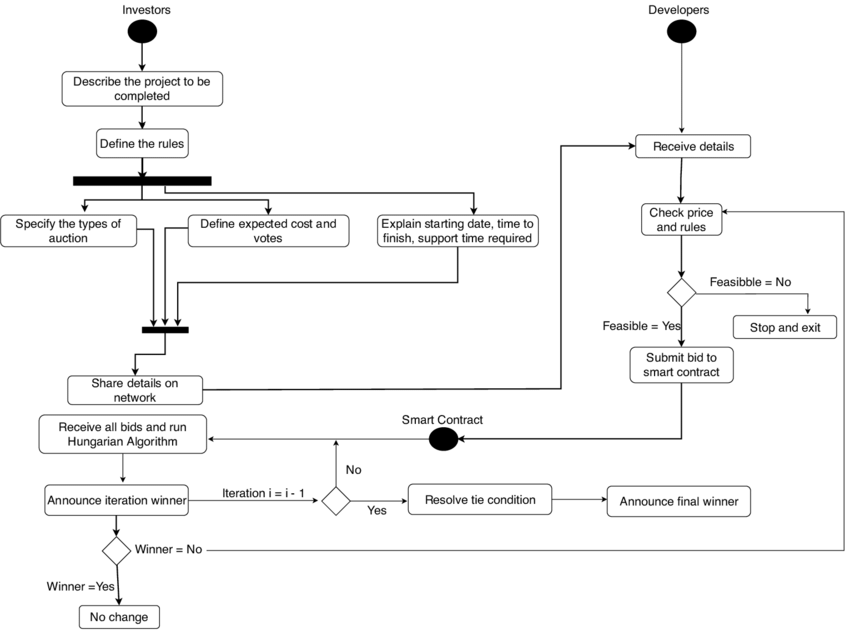 Investors
Developers
Describe the project to be
completed
Define the rules
Receive details
Specify the types of
auction
Define expected cost and
votes
Explain starting date, time to
finish, support time required
Check price
and rules
Feasibble = No
Stop and exit
Feasible = Yes
Submit bid to
smart contract
Share details on
network
Receive all bids and run
Hungarian Algorithm
Smart Contract
No
Announce iteration winner
Iteration i = i - 1
Yes
Resolve tie condition
Announce final winner
Winner = No
Winner =Yes
No change